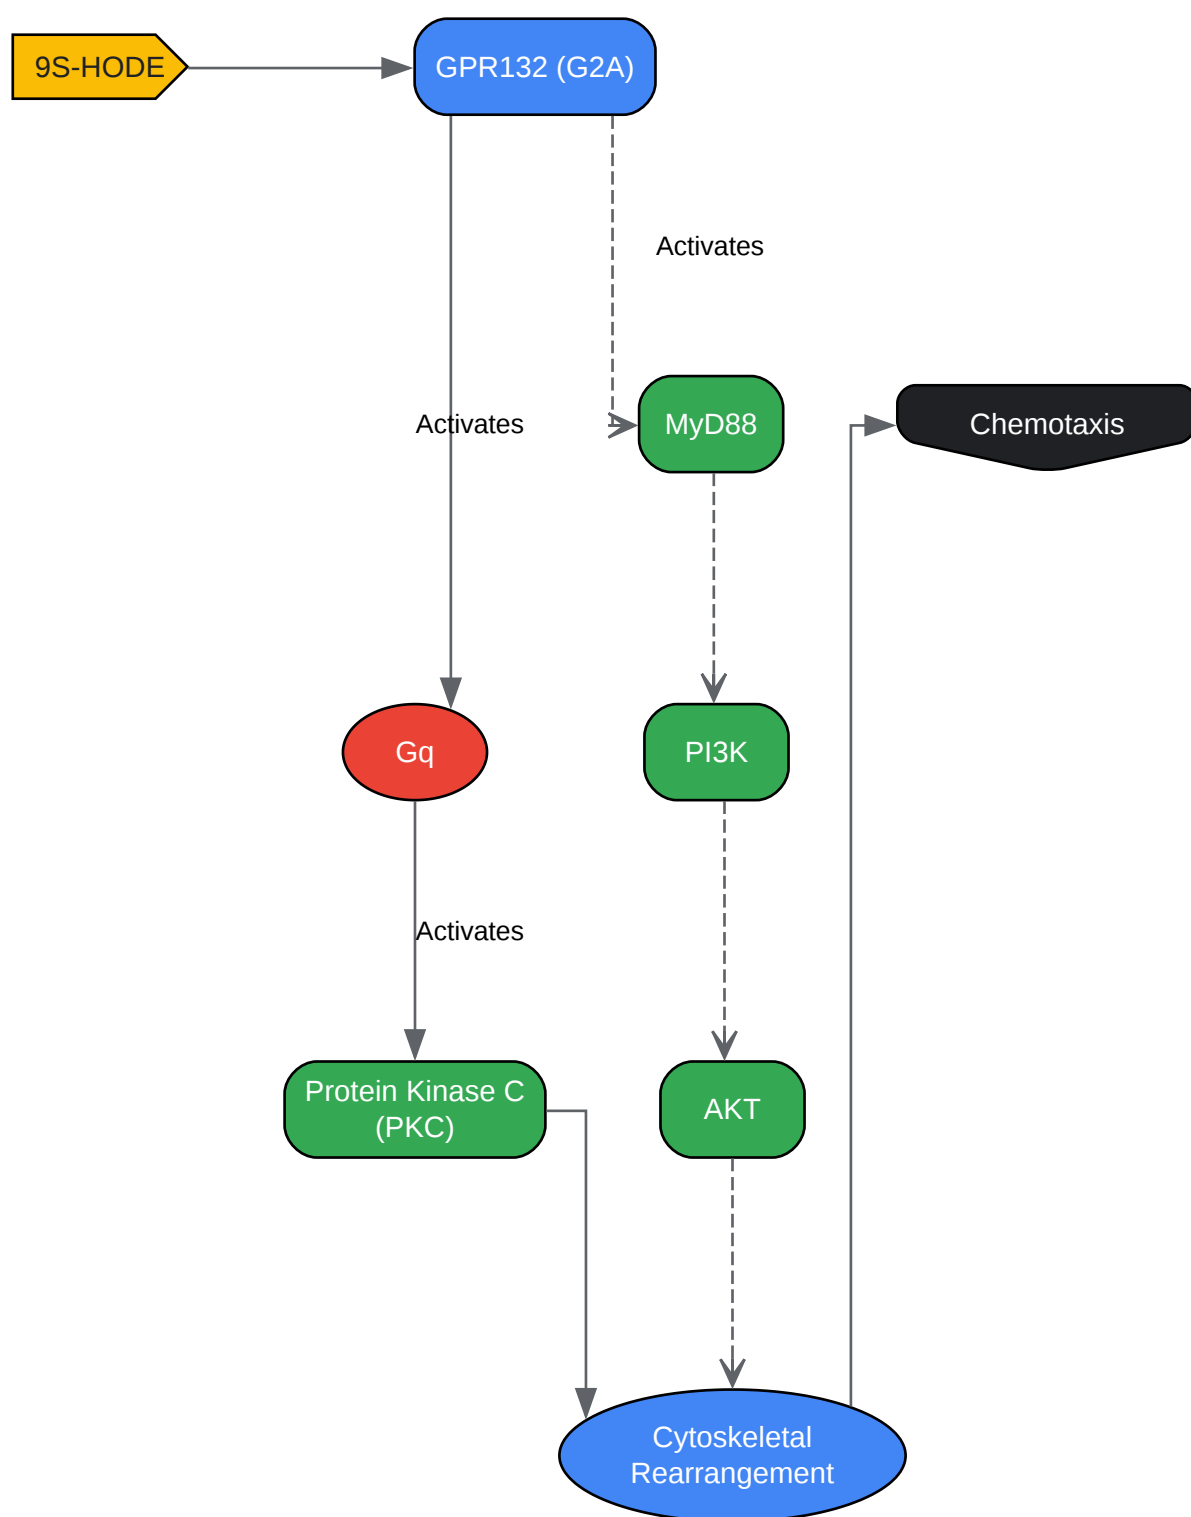 9S-HODE
GPR132 (G2A)
Activates
Activates
MyD88
Chemotaxis
Gq
PI3K
Activates
Protein Kinase C
(PKC)
AKT
Cytoskeletal
Rearrangement